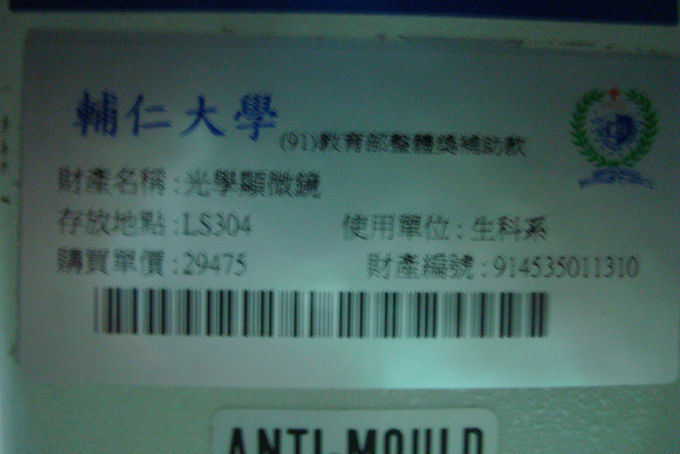 輔仁大學
(91)教育部整體獎補助款
財產名稱:光學顯微鏡
存放地點:LS304 使用單位:生科系
購買單價:29475 財產編號:914535011310
ANTI-MOULD